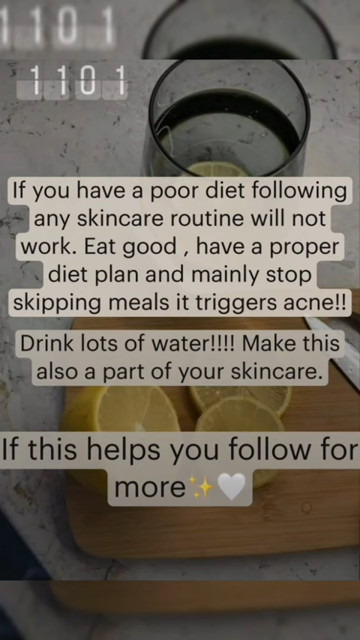 1101
1101
If you have a poor diet following
any skincare routine will not
work. Eat good , have a proper
diet plan and mainly stop
skipping meals it triggers acne!!
Drink lots of water!!!! Make this
also a part of your skincare.
If this helps you follow for
more✨🤍